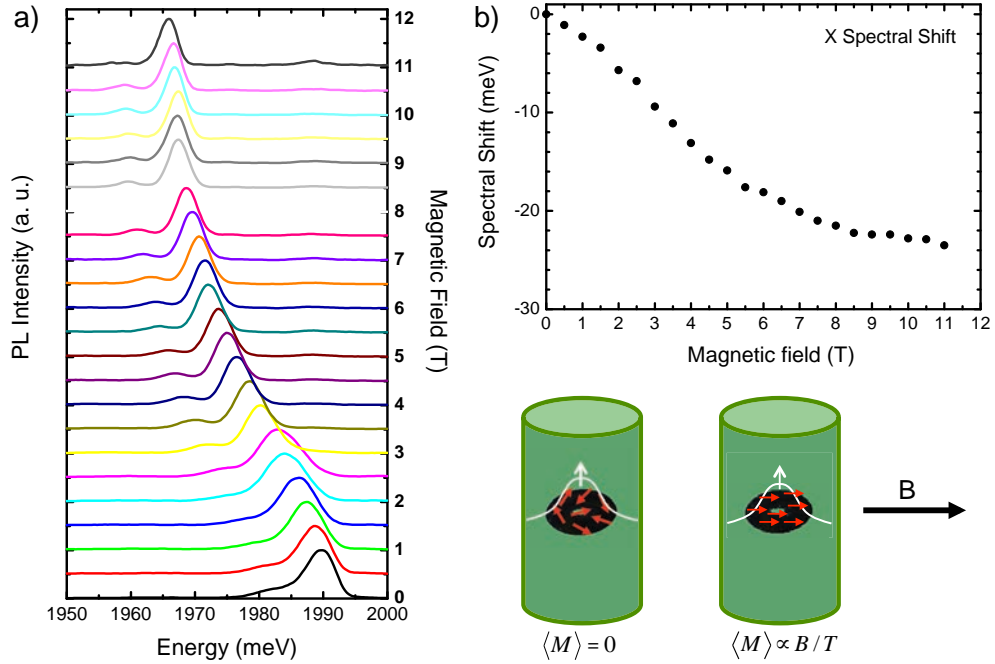 a)
PL Intensity (a. u.)
12
11
10
9
8
7
6
5
4
3
2
1
0
Magnetic Field (T)
1950 1960 1970 1980 1990 2000
Energy (meV)
b)
X Spectral Shift
Spectral Shift (meV)
0
-10
-20
-30
0 1 2 3 4 5 6 7 8 9 10 11 12
Magnetic field (T)
B
⟨M⟩ = 0
⟨M⟩ ∝ B / T